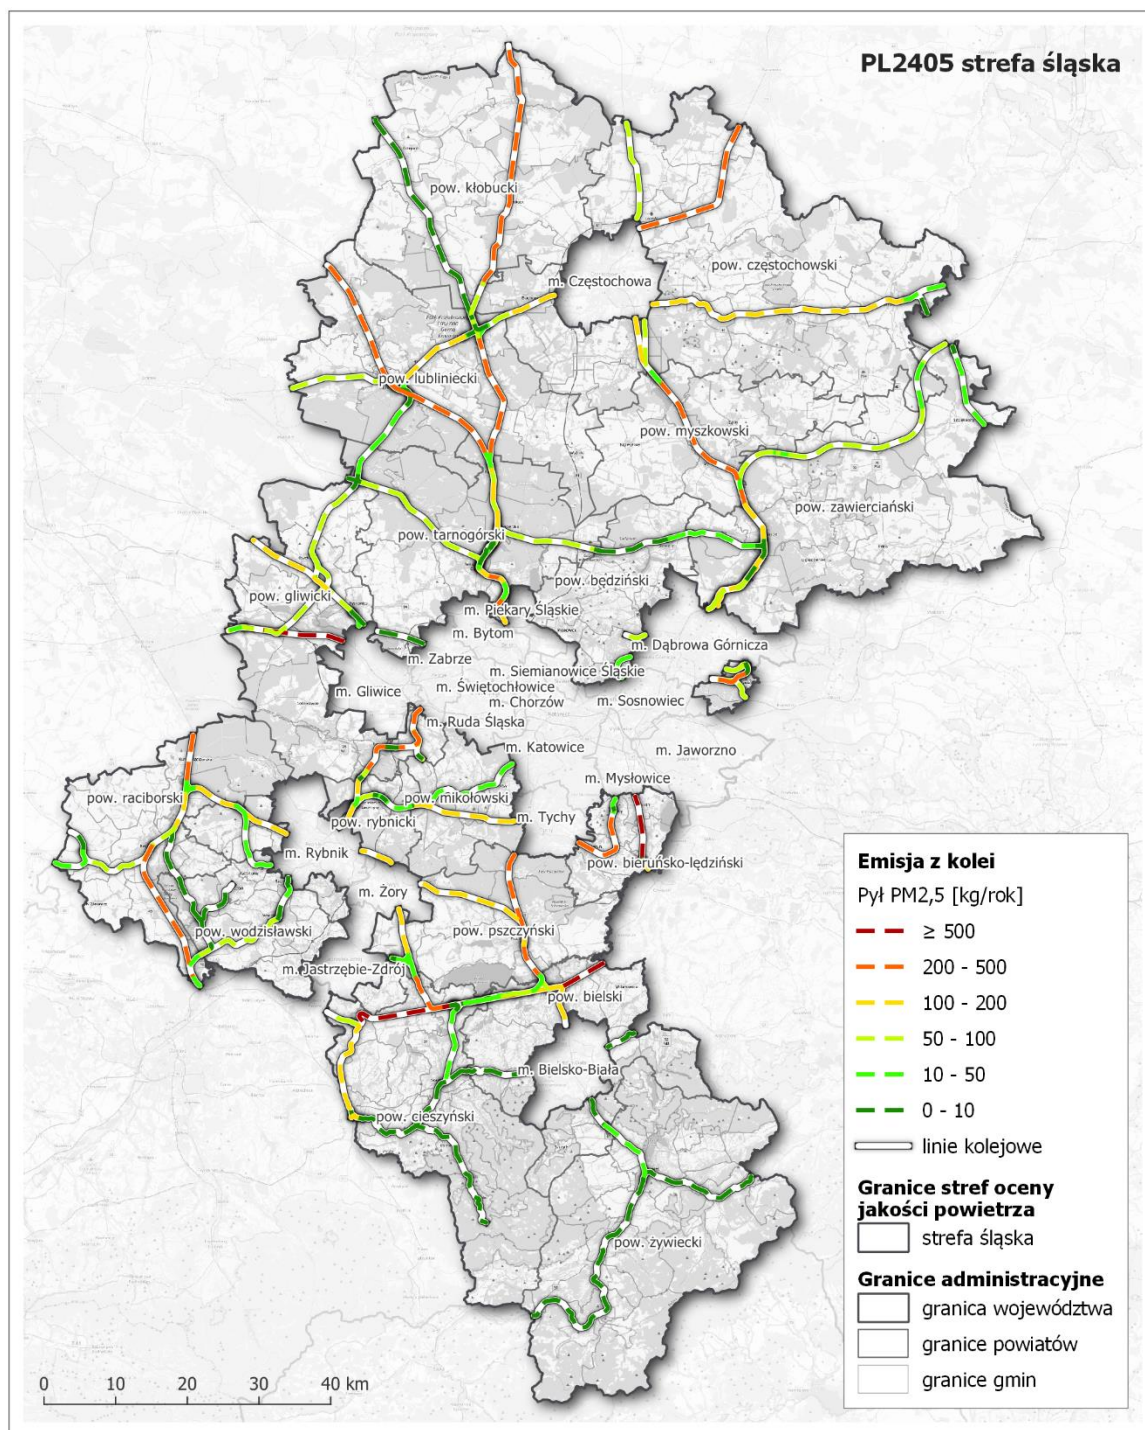 PL2405 strefa śląska
pow. kłobucki
pow. częstochowski
m. Częstochowa
pow. lubliniecki
pow. myszkowski
pow. zawierciański
pow. tarnogórski
pow. będziński
pow. gliwicki
m. Piekary Śląskie
m. Bytom
m. Dąbrowa Górnicza
m. Zabrze
m. Siemianowice Śląskie
m. Gliwice
m. Świętochłowice
m. Chorzów
m. Sosnowiec
m. Ruda Śląska
m. Katowice
m. Jaworzno
m. Mysłowice
pow. raciborski
pow. mikołowski
pow. rybnicki
m. Tychy
m. Rybnik
pow. bieruńsko-lędziński
m. Żory
pow. wodzisławski
pow. pszczyński
m. Jastrzębie-Zdrój
pow. bielski
m. Bielsko-Biała
pow. cieszyński
pow. żywiecki
Emisja z kolei
Pył PM2,5 [kg/rok]
≥ 500
200 - 500
100 - 200
50 - 100
10 - 50
0 - 10
linie kolejowe
Granice stref oceny
jakości powietrza
strefa śląska
Granice administracyjne
granica województwa
granice powiatów
granice gmin
0 10 20 30 40 km